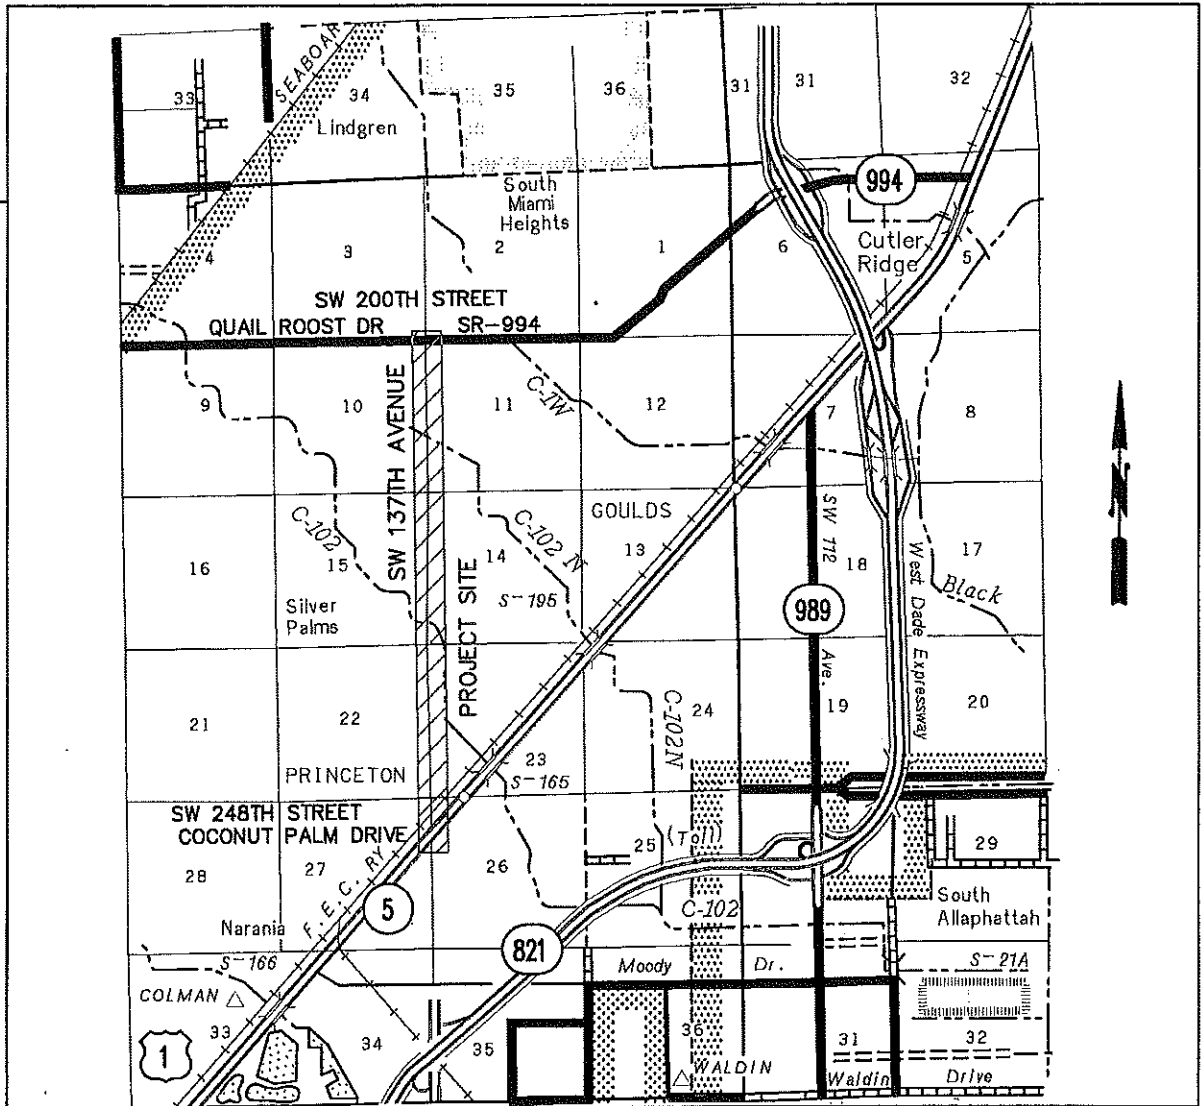 SEABOAR
33
34
35
36
31
31
32
Lindgren
994
South
Miami
Heights
4
3
2
1
6
Cutler
Ridge
5
SW 200TH STREET
QUAIL ROOST DR
SR-994
9
10
SW 137TH AVENUE
11
C-1W
12
7
8
N
C-102
GOULDS
SW 112
Ave.
16
15
14
C-102 N
13
18
17
West Dade Expressway
Black
Silver
Palms
S-195
989
PROJECT SITE
21
22
23
24
C-102N
19
20
PRINCETON
S-165
SW 248TH STREET
COCONUT PALM DRIVE
28
27
26
25
(Toll)
29
F. E. C. RY
5
C-102
South
Allaphattah
Narania
821
S-166
Moody
Dr.
S-21A
COLMAN
33
34
35
36
31
32
1
WALDIN
Waldin
Drive